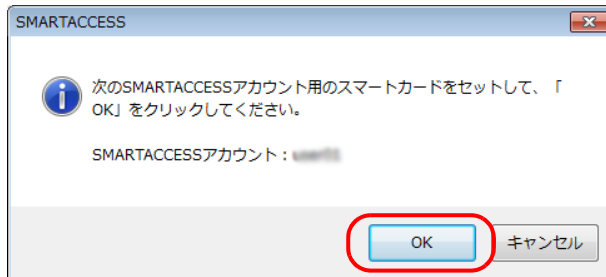 SMARTACCESS
次のSMARTACCESSアカウント用のスマートカードをセットして、「
OK」をクリックしてください。
SMARTACCESSアカウント：
OK
キャンセル